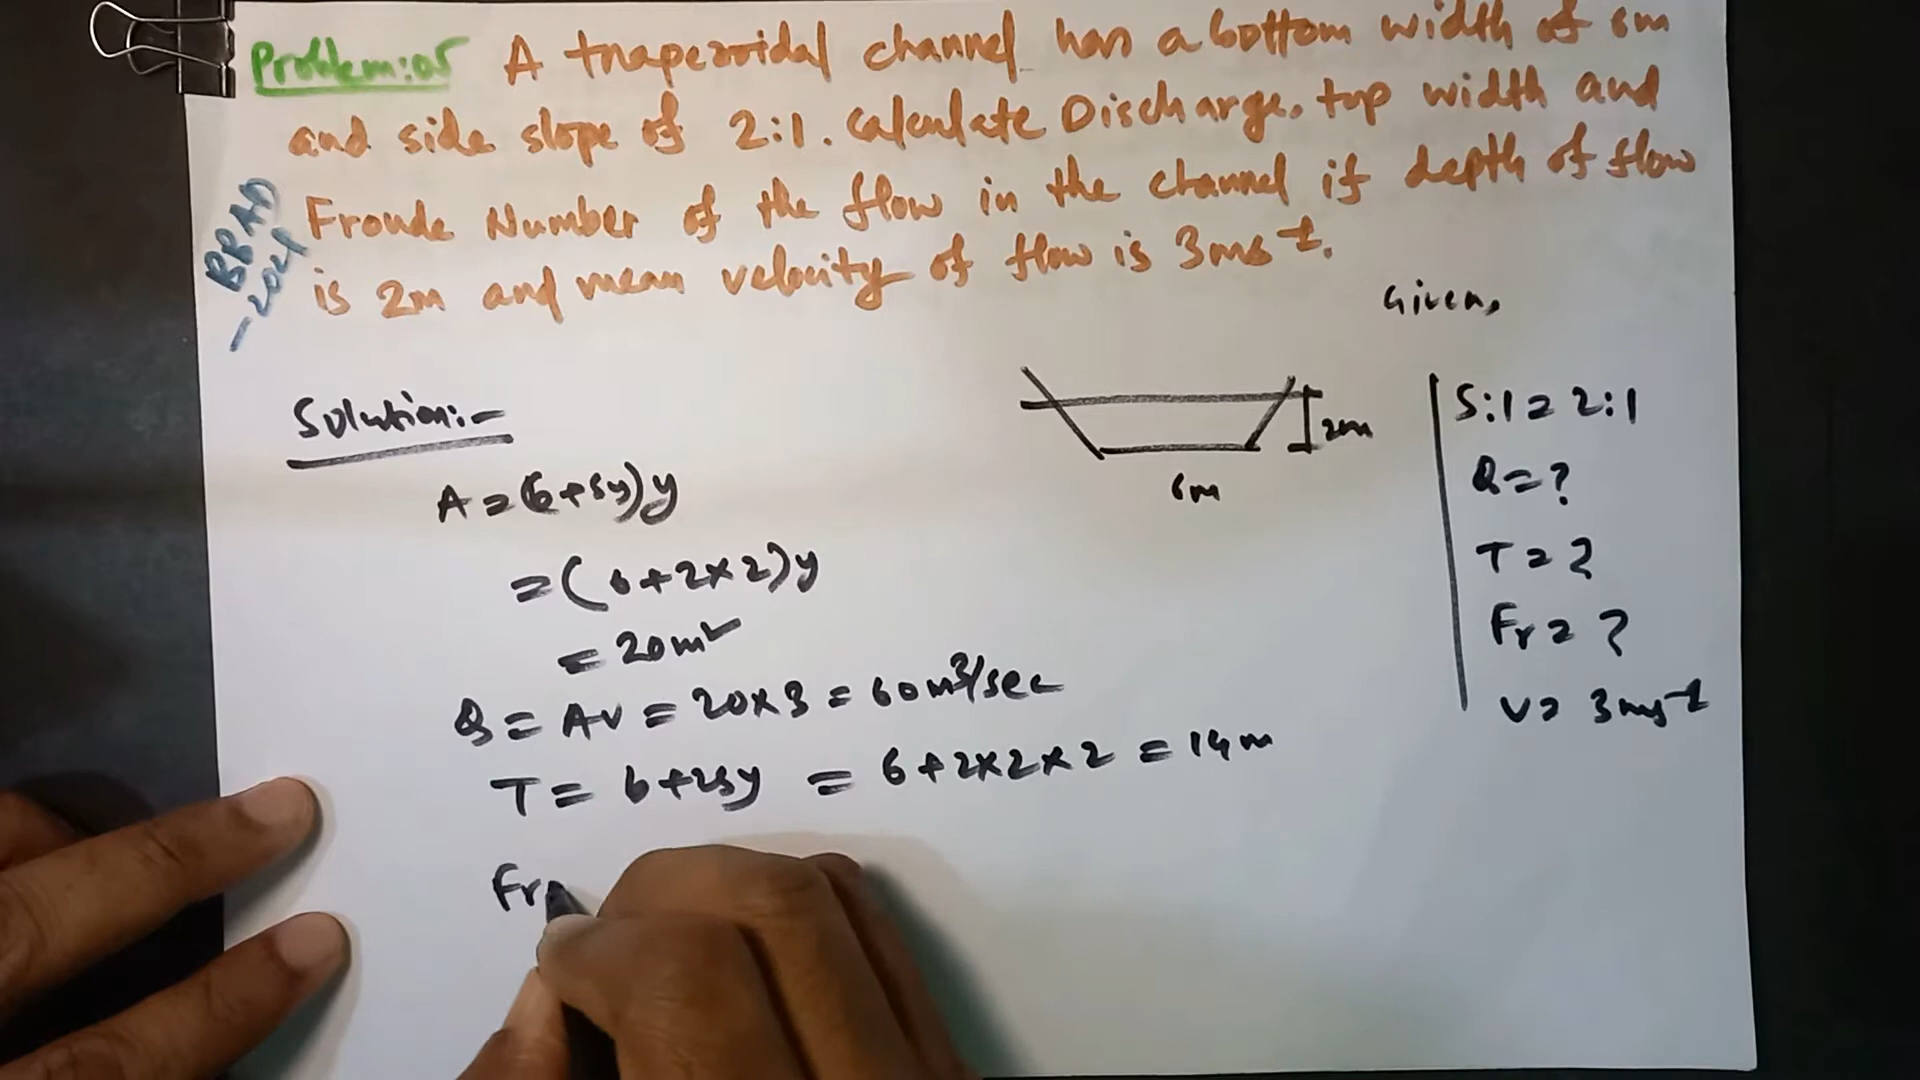 Problem:05 A trapezoidal channel has a bottom width of 6m
and side slope of 2:1. Calculate Discharge, top width and
Froude Number of the flow in the channel if depth of flow
is 2m and mean velocity of flow is 3ms⁻¹.
BBAD
-2021
Given,
Solution:-
2m
6m
S:1=2:1
Q=?
T=?
Fr=?
V=3ms⁻¹
A=(b+sy)y
=(6+2×2)y
=20m²
Q=AV=20×3=60m³/sec
T=b+2sy=6+2×2×2=14m
Fr